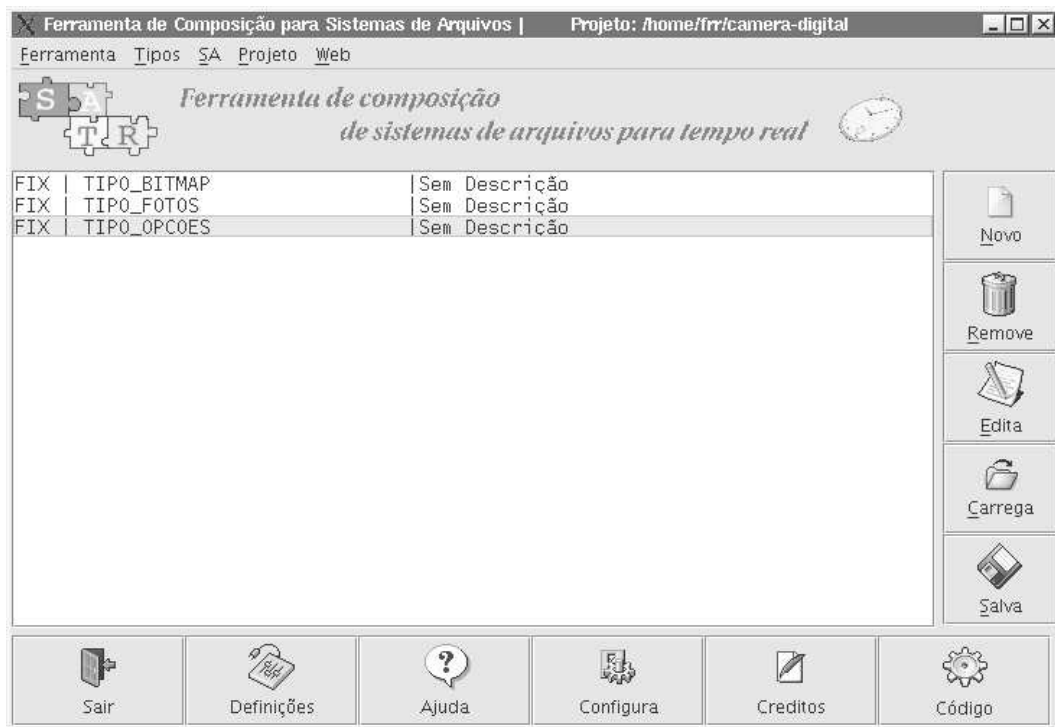 Ferramenta de Composição para Sistemas de Arquivos | Projeto: /home/frr/camera-digital
Ferramenta Tipos SA Projeto Web
S A
T R
Ferramenta de composição
de sistemas de arquivos para tempo real
FIX | TIPO_BITMAP |Sem Descrição
FIX | TIPO_FOTOS |Sem Descrição
FIX | TIPO_OPCOES |Sem Descrição
Novo
Remove
Edita
Carrega
Salva
Sair Definições Ajuda Configura Creditos Código